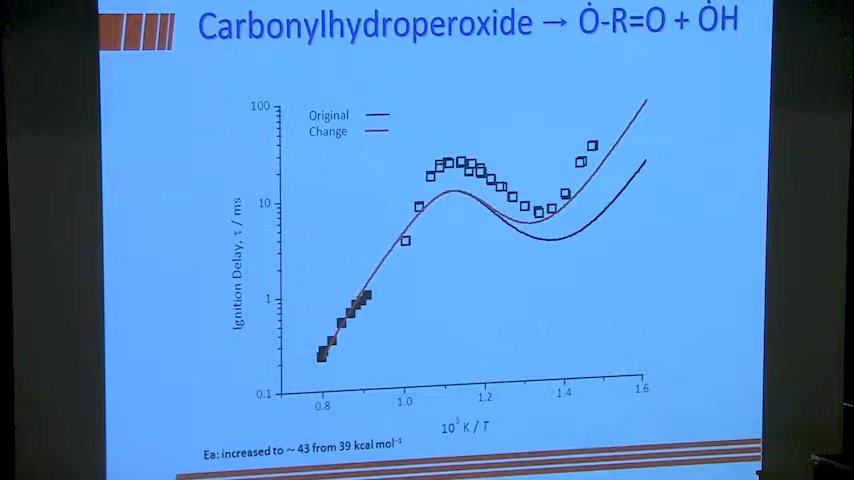 Carbonylhydroperoxide → Ȯ-R=O + ȮH
100
Original
Change
10
1
0.1
Ignition Delay, τ / ms
0.8 1.0 1.2 1.4 1.6
10³ K / T
Ea: increased to ~ 43 from 39 kcal mol⁻¹